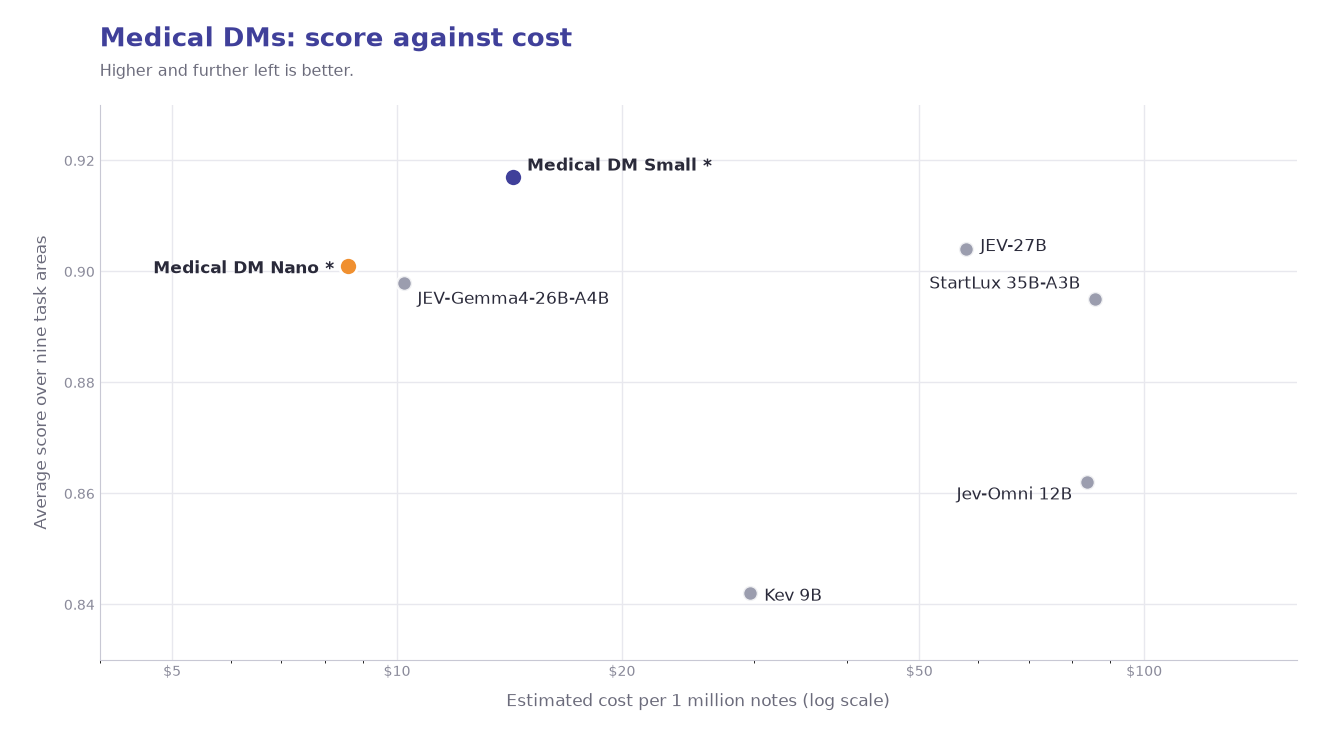 Medical DMs: score against cost
Higher and further left is better.
Average score over nine task areas
0.92
0.90
0.88
0.86
0.84
Medical DM Small *
Medical DM Nano *
JEV-Gemma4-26B-A4B
JEV-27B
StartLux 35B-A3B
Jev-Omni 12B
Kev 9B
$5
$10
$20
$50
$100
Estimated cost per 1 million notes (log scale)